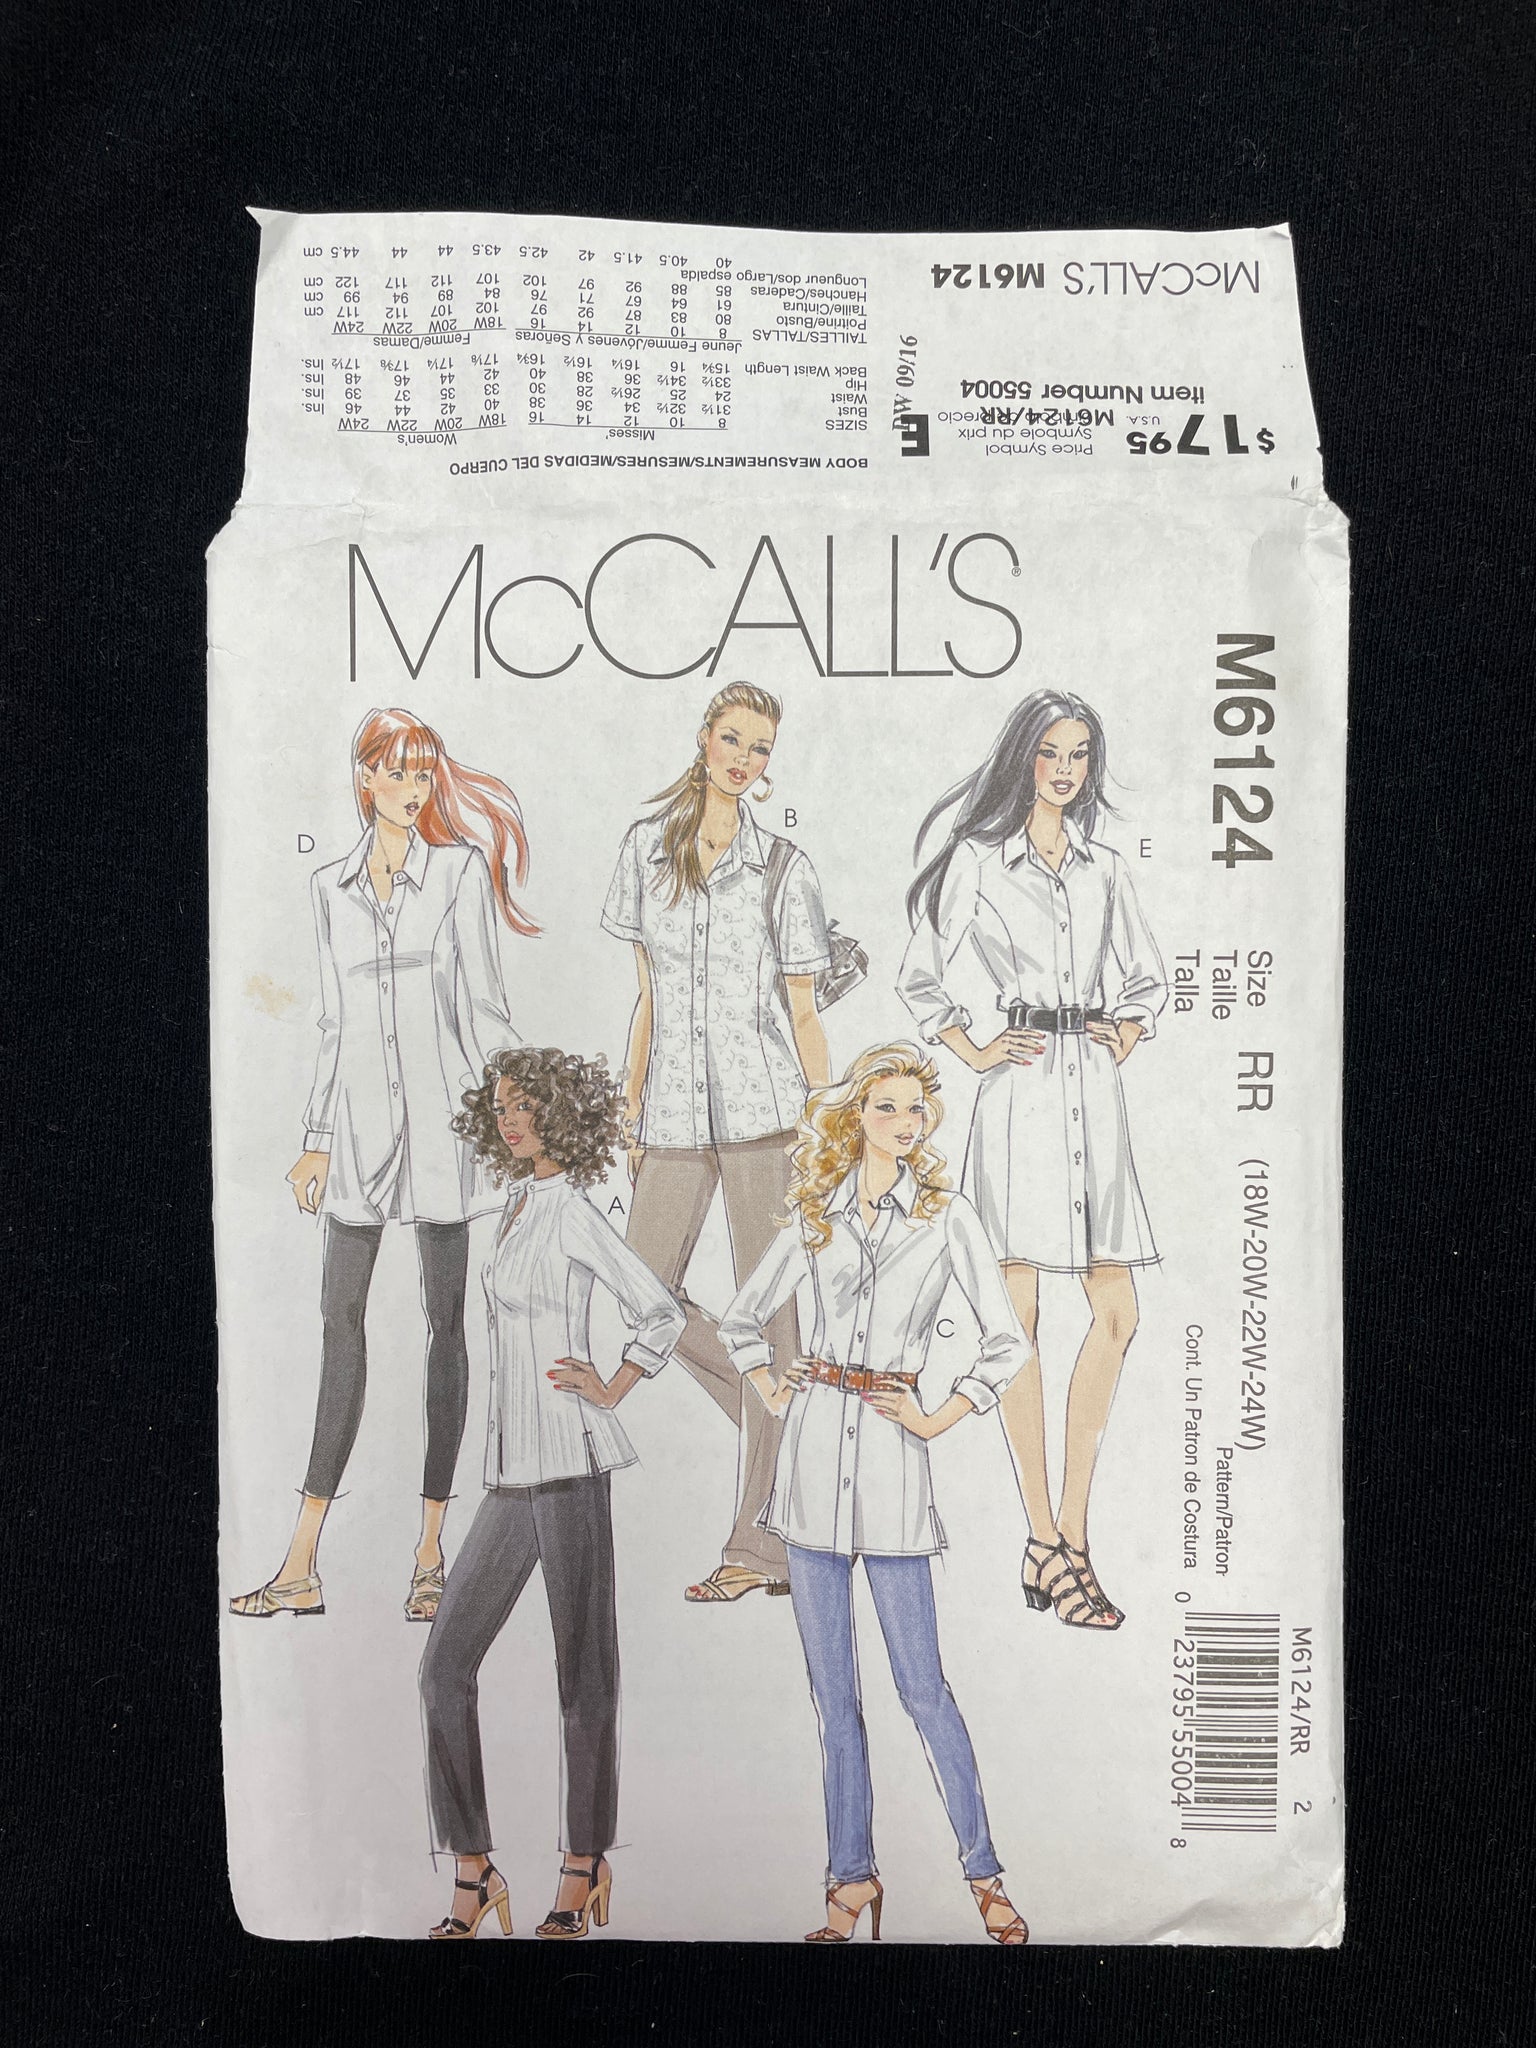 McCALL'S M6124
$17.95
U.S.A.
Price Symbol
Symbole du prix
E
M6124/RR
item Number 55004
09/16
BODY MEASUREMENTS/MESURES/MEDIDAS DEL CUERPO
Misses' Women's
SIZES 8 10 12 14 16 18W 20W 22W 24W
Bust 31½ 32½ 34 36 38 40 42 44 46 Ins.
Waist 24 25 26½ 28 30 33 35 37 39 Ins.
Hip 33½ 34½ 36 38 40 42 44 46 48 Ins.
Back Waist Length 15¾ 16 16¼ 16½ 16¾ 17⅛ 17¼ 17⅜ 17½ Ins.
Jeune Femme/Jóvenes y Señoras Femme/Damas
TAILLES/TALLAS 8 10 12 14 16 18W 20W 22W 24W
Poitrine/Busto 80 83 87 92 97 102 107 112 117 cm
Taille/Cintura 61 64 67 71 76 84 89 94 99 cm
Hanches/Caderas 85 88 92 97 102 107 112 117 122 cm
Longueur dos/Largo espalda
40 40.5 41.5 42 42.5 43.5 44 44 44.5 cm
McCALL'S®
M6124
D
B
E
A
C
Size
Taille
Talla
RR (18W-20W-22W-24W)
Pattern/Patron
Cont. Un Patron de Costura
M6124/RR 2
0 23795 55004 8